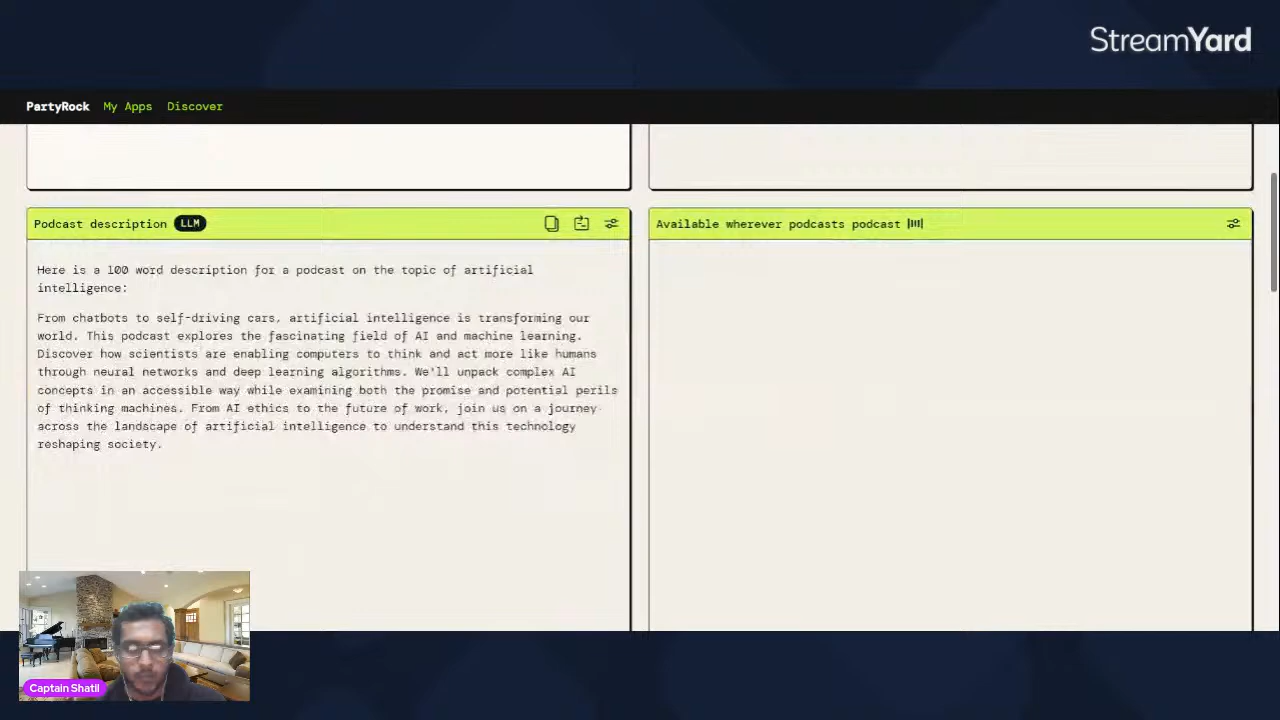 StreamYard
PartyRock My Apps Discover
Podcast description LLM
Available wherever podcasts podcast
Here is a 100 word description for a podcast on the topic of artificial
intelligence:
From chatbots to self-driving cars, artificial intelligence is transforming our
world. This podcast explores the fascinating field of AI and machine learning.
Discover how scientists are enabling computers to think and act more like humans
through neural networks and deep learning algorithms. We'll unpack complex AI
concepts in an accessible way while examining both the promise and potential perils
of thinking machines. From AI ethics to the future of work, join us on a journey
across the landscape of artificial intelligence to understand this technology
reshaping society.
Captain Shatil